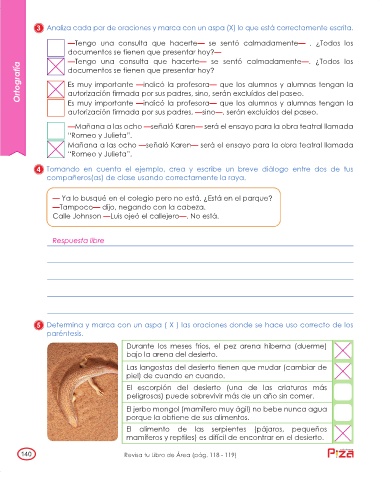 3 Analiza cada par de oraciones y marca con un aspa (X) lo que está correctamente escrito.
—Tengo una consulta que hacerte— se sentó calmadamente— . ¿Todos los
documentos se tienen que presentar hoy?—
—Tengo una consulta que hacerte— se sentó calmadamente—. ¿Todos los
documentos se tienen que presentar hoy?
Ortografía
Es muy importante —indicó la profesora— que los alumnos y alumnas tengan la
autorización firmada por sus padres, sino, serán excluidos del paseo.
Es muy importante —indicó la profesora— que los alumnos y alumnas tengan la
autorización firmada por sus padres, —sino—, serán excluidos del paseo.
—Mañana a las ocho —señaló Karen— será el ensayo para la obra teatral llamada
"Romeo y Julieta".
Mañana a las ocho —señaló Karen— será el ensayo para la obra teatral llamada
"Romeo y Julieta".
4 Tomando en cuenta el ejemplo, crea y escribe un breve diálogo entre dos de tus
compañeros(as) de clase usando correctamente la raya.
— Ya lo busqué en el colegio pero no está. ¿Está en el parque?
—Tampoco— dijo, negando con la cabeza.
Calle Johnson —Luis ojeó el callejero—. No está.
Respuesta libre
5 Determina y marca con un aspa ( X ) las oraciones donde se hace uso correcto de los
paréntesis.
Durante los meses fríos, el pez arena hiberna (duerme)
bajo la arena del desierto.
Las langostas del desierto tienen que mudar (cambiar de
piel) de cuando en cuando.
El escorpión del desierto (una de las criaturas más
peligrosas) puede sobrevivir más de un año sin comer.
El jerbo mongol (mamífero muy ágil) no bebe nunca agua
porque la obtiene de sus alimentos.
El alimento de las serpientes (pájaros, pequeños
mamíferos y reptiles) es difícil de encontrar en el desierto.
140
Revisa tu Libro de Área (pág. 118 - 119)
Pizá